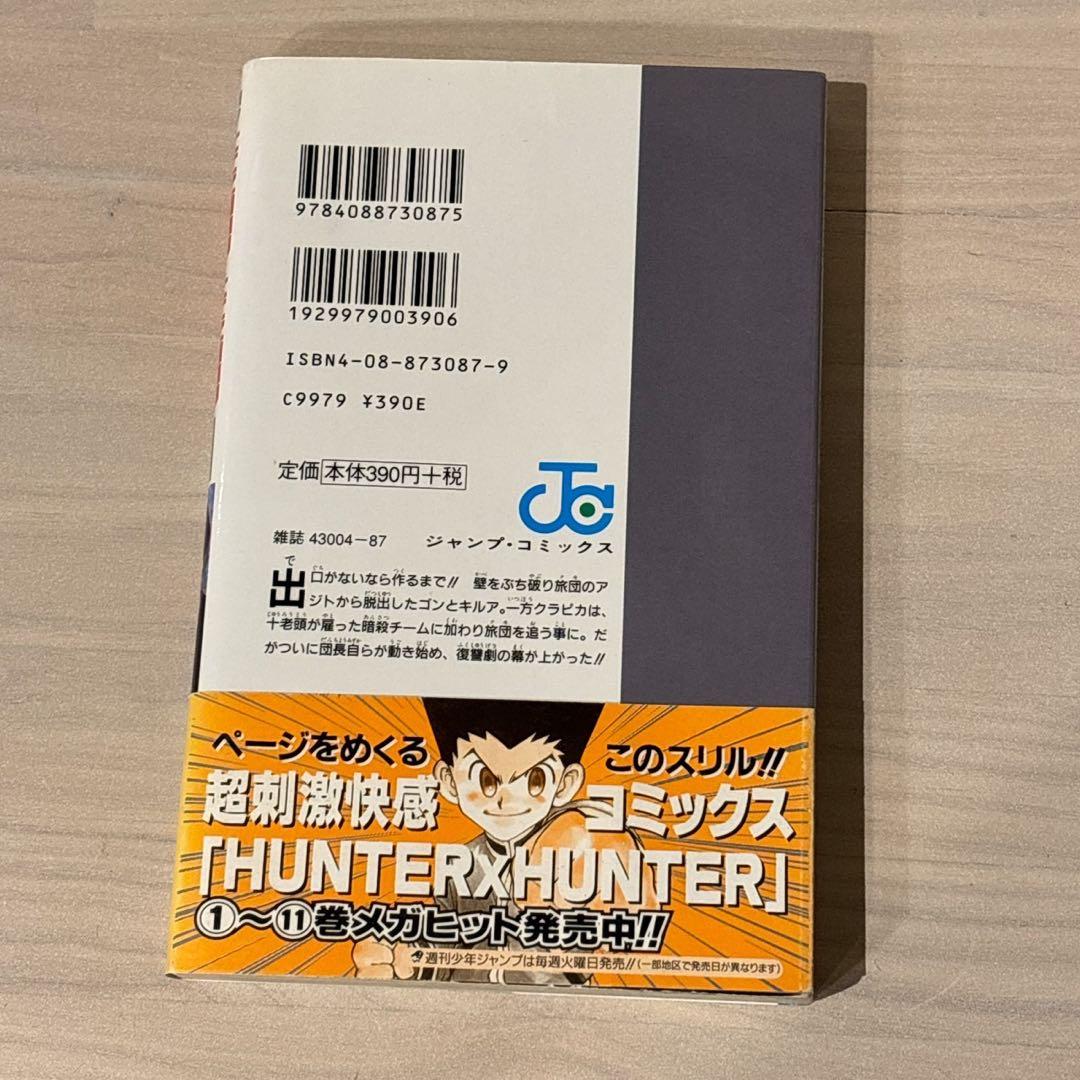 9784088730875
1929979003906
ISBN4-08-873087-9
C9979 ¥390E
定価 本体390円+税
JC
雑誌 43004-87
ジャンプ・コミックス
出口がないなら作るまで!! 壁をぶち破り旅団のア
ジトから脱出したゴンとキルア。一方クラピカは、
十老頭が雇った暗殺チームに加わり旅団を追う事に。だ
がついに団長自らが動き始め、復讐劇の幕が上がった!!
ページをめくる このスリル!!
超刺激快感 コミックス
「HUNTER×HUNTER」
①〜⑪巻メガヒット発売中!!
週刊少年ジャンプは毎週火曜日発売!!(一部地区で発売日が異なります)